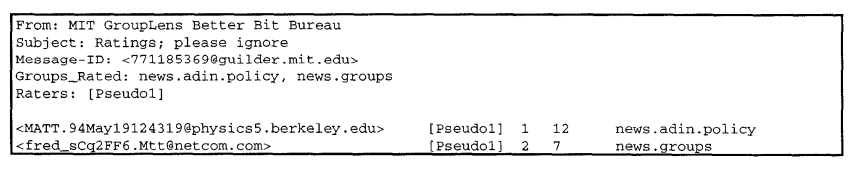 From: MIT GroupLens Better Bit Bureau
Subject: Ratings; please ignore
Message-ID: <771185369@guilder.mit.edu>
Groups_Rated: news.adin.policy, news.groups
Raters: [Pseudo1]
<MATT.94May19124319@physics5.berkeley.edu> [Pseudo1] 1 12 news.adin.policy
<fred_sCq2FF6.Mtt@netcom.com> [Pseudo1] 2 7 news.groups